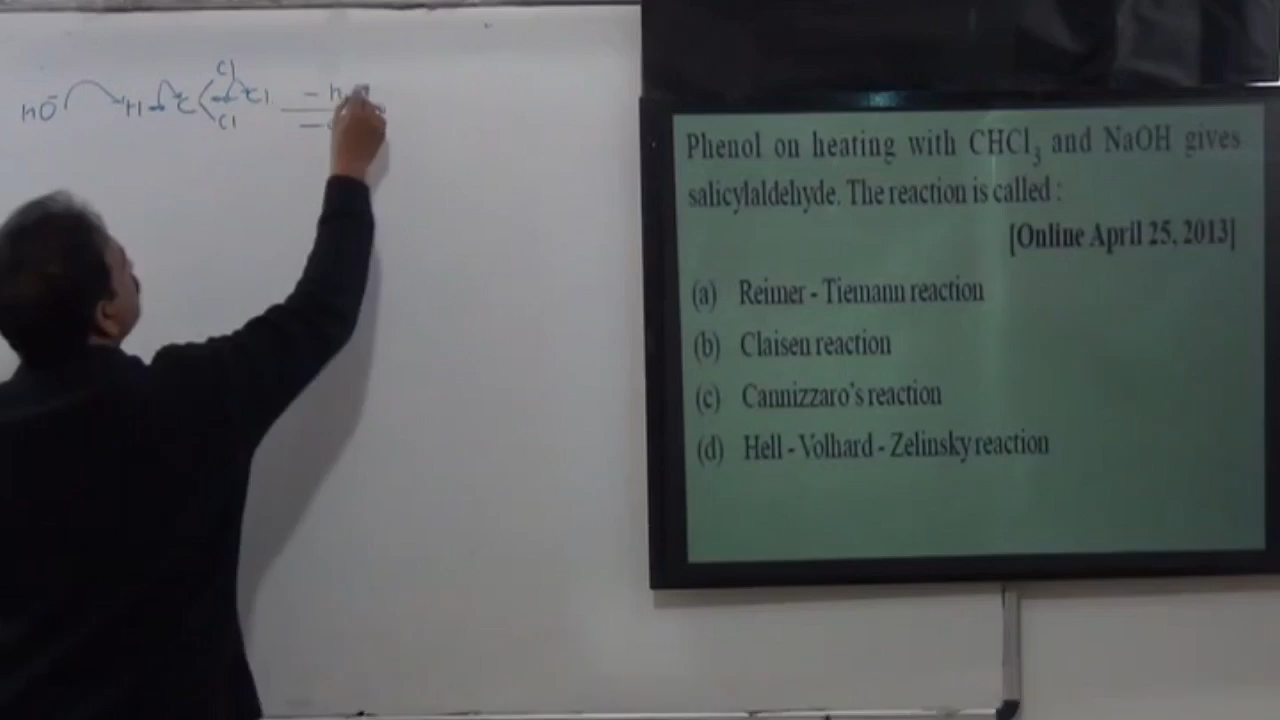 Cl
HO⁻ H C Cl
Cl
Phenol on heating with CHCl₃ and NaOH gives
salicylaldehyde. The reaction is called :
[Online April 25, 2013]
(a) Reimer - Tiemann reaction
(b) Claisen reaction
(c) Cannizzaro's reaction
(d) Hell - Volhard - Zelinsky reaction